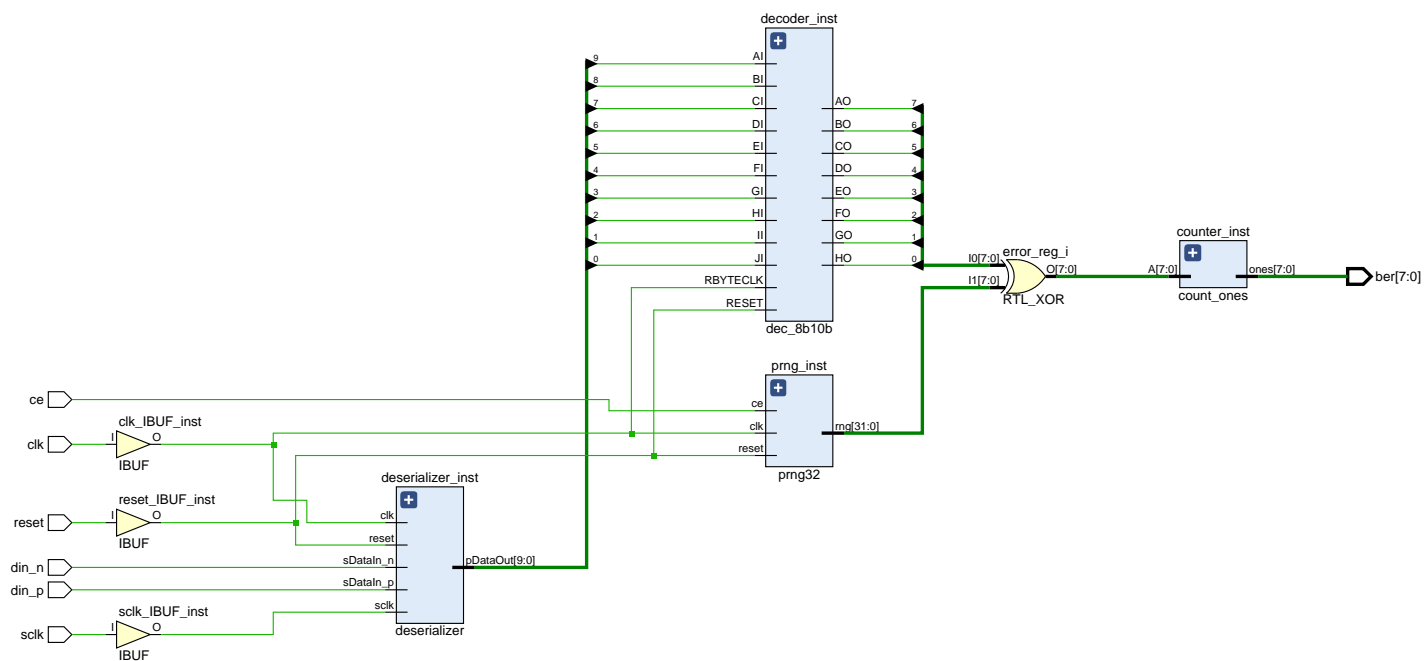 decoder_inst
9 AI
8 BI
7 CI AO 7
6 DI BO 6
5 EI CO 5
4 FI DO 4
3 GI EO 3
2 HI FO 2
1 II GO 1
0 JI HO 0
RBYTECLK
RESET
dec_8b10b
error_reg_i
I0[7:0] O[7:0]
I1[7:0]
RTL_XOR
counter_inst
A[7:0] ones[7:0]
count_ones
ber[7:0]
prng_inst
ce
clk rng[31:0]
reset
prng32
ce
clk_IBUF_inst
clk I O
IBUF
reset_IBUF_inst
reset I O
IBUF
din_n
din_p
sclk_IBUF_inst
sclk I O
IBUF
deserializer_inst
clk
reset
sDataIn_n pDataOut[9:0]
sDataIn_p
sclk
deserializer